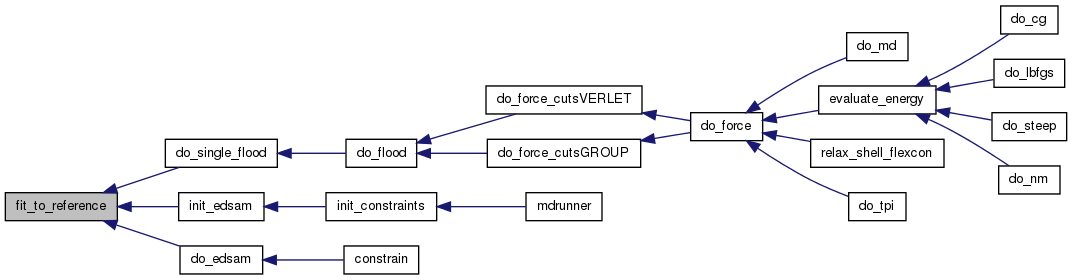 fit_to_reference
do_single_flood
init_edsam
do_edsam
do_flood
init_constraints
constrain
do_force_cutsVERLET
do_force_cutsGROUP
mdrunner
do_force
do_md
evaluate_energy
relax_shell_flexcon
do_tpi
do_cg
do_lbfgs
do_steep
do_nm